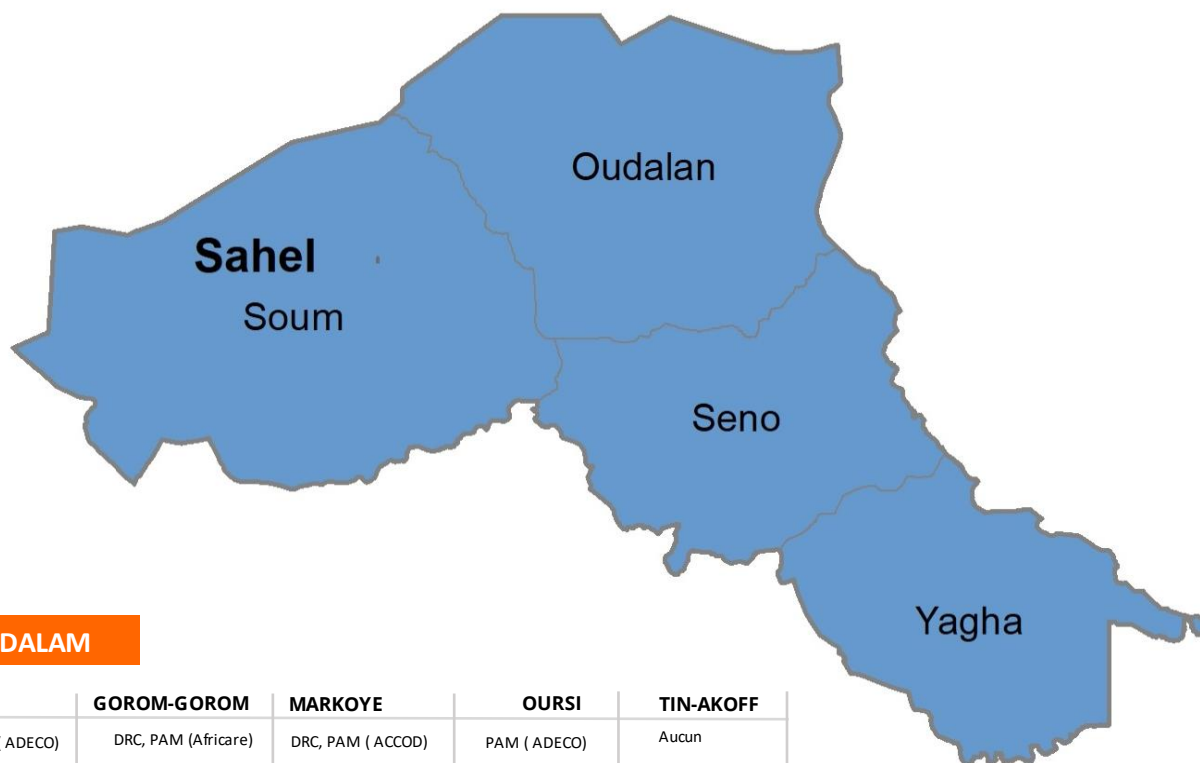 Oudalan
Sahel
Soum
Seno
Yagha
DALAM
GOROM-GOROM MARKOYE OURSI TIN-AKOFF
ADECO) DRC, PAM (Africare) DRC, PAM ( ACCOD) PAM ( ADECO) Aucun